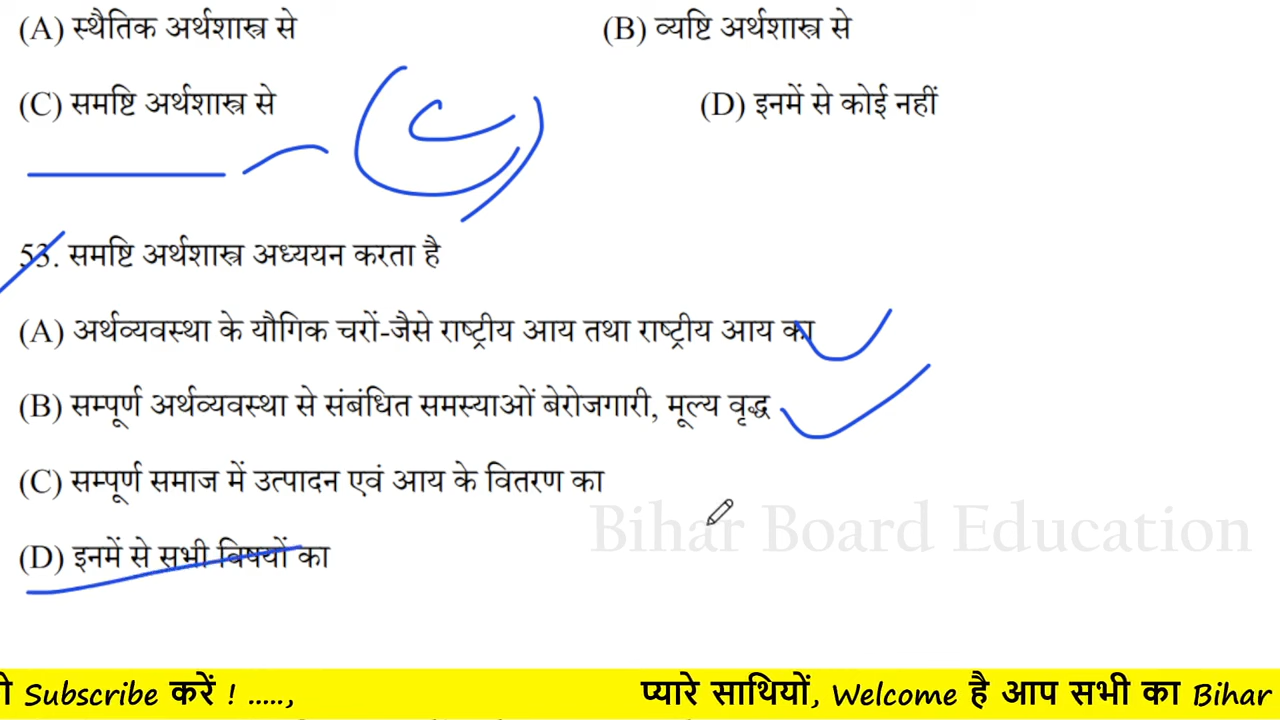 (A) स्थैतिक अर्थशास्त्र से (B) व्यष्टि अर्थशास्त्र से
(C) समष्टि अर्थशास्त्र से (D) इनमें से कोई नहीं
(C)
53. समष्टि अर्थशास्त्र अध्ययन करता है
(A) अर्थव्यवस्था के यौगिक चरों-जैसे राष्ट्रीय आय तथा राष्ट्रीय आय का
(B) सम्पूर्ण अर्थव्यवस्था से संबंधित समस्याओं बेरोजगारी, मूल्य वृद्ध
(C) सम्पूर्ण समाज में उत्पादन एवं आय के वितरण का
Bihar Board Education
(D) इनमें से सभी विषयों का
Subscribe करें ! ....., प्यारे साथियों, Welcome है आप सभी का Bihar